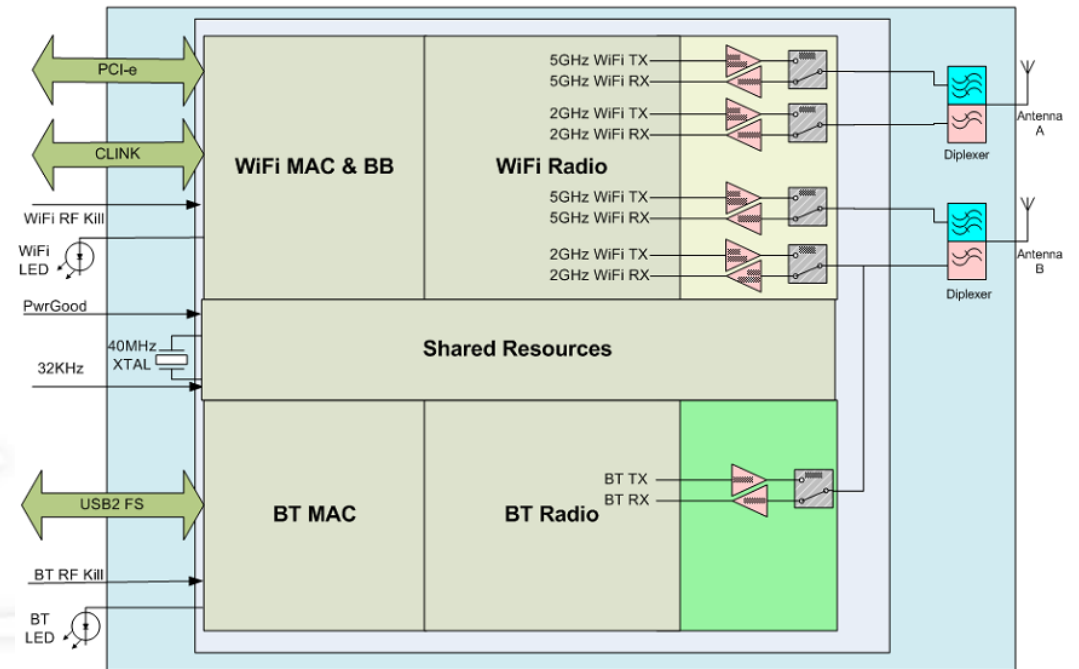 PCI-e
CLINK
WiFi RF Kill
WiFi
LED
PwrGood
40MHz
XTAL
32KHz
USB2 FS
BT RF Kill
BT
LED
WiFi MAC & BB
WiFi Radio
5GHz WiFi TX
5GHz WiFi RX
2GHz WiFi TX
2GHz WiFi RX
5GHz WiFi TX
5GHz WiFi RX
2GHz WiFi TX
2GHz WiFi RX
Shared Resources
BT MAC
BT Radio
BT TX
BT RX
Antenna
A
Diplexer
Antenna
B
Diplexer